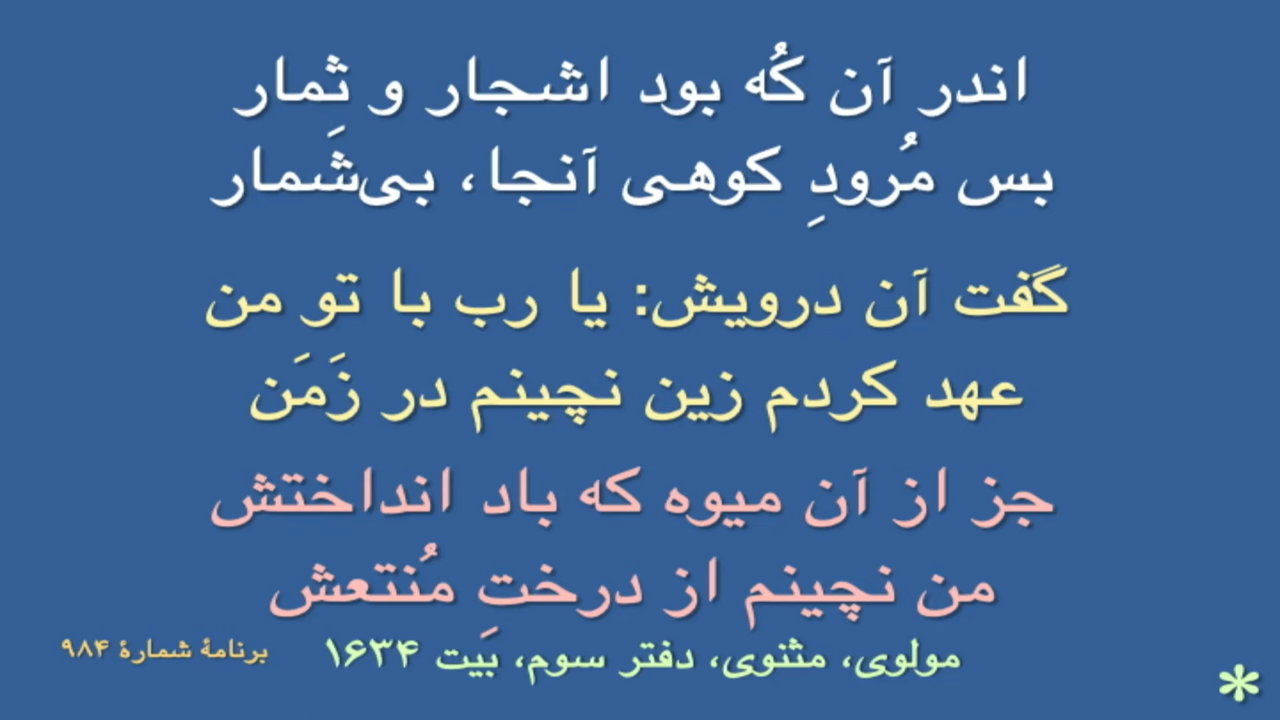 اندر آن کُه بود اشجار و ثِمار
بس مُرودِ کوهی آنجا، بی‌شَمار
گفت آن درویش: یا رب با تو من
عهد کردم زین نچینم در زَمَن
جز از آن میوه که باد انداختش
من نچینم از درختِ مُنتعش
مولوی، مثنوی، دفتر سوم، بیت ۱۶۳۴
برنامهٔ شمارهٔ ۹۸۴
*